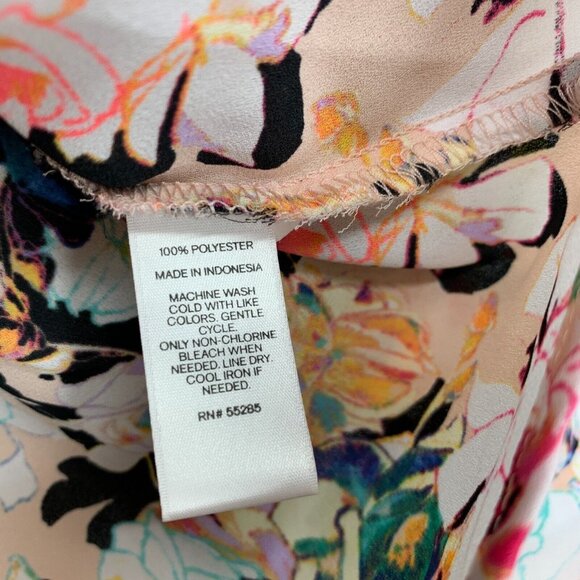 100% POLYESTER
MADE IN INDONESIA
MACHINE WASH
COLD WITH LIKE
COLORS. GENTLE
CYCLE.
ONLY NON-CHLORINE
BLEACH WHEN
NEEDED. LINE DRY.
COOL IRON IF
NEEDED.
RN# 55285